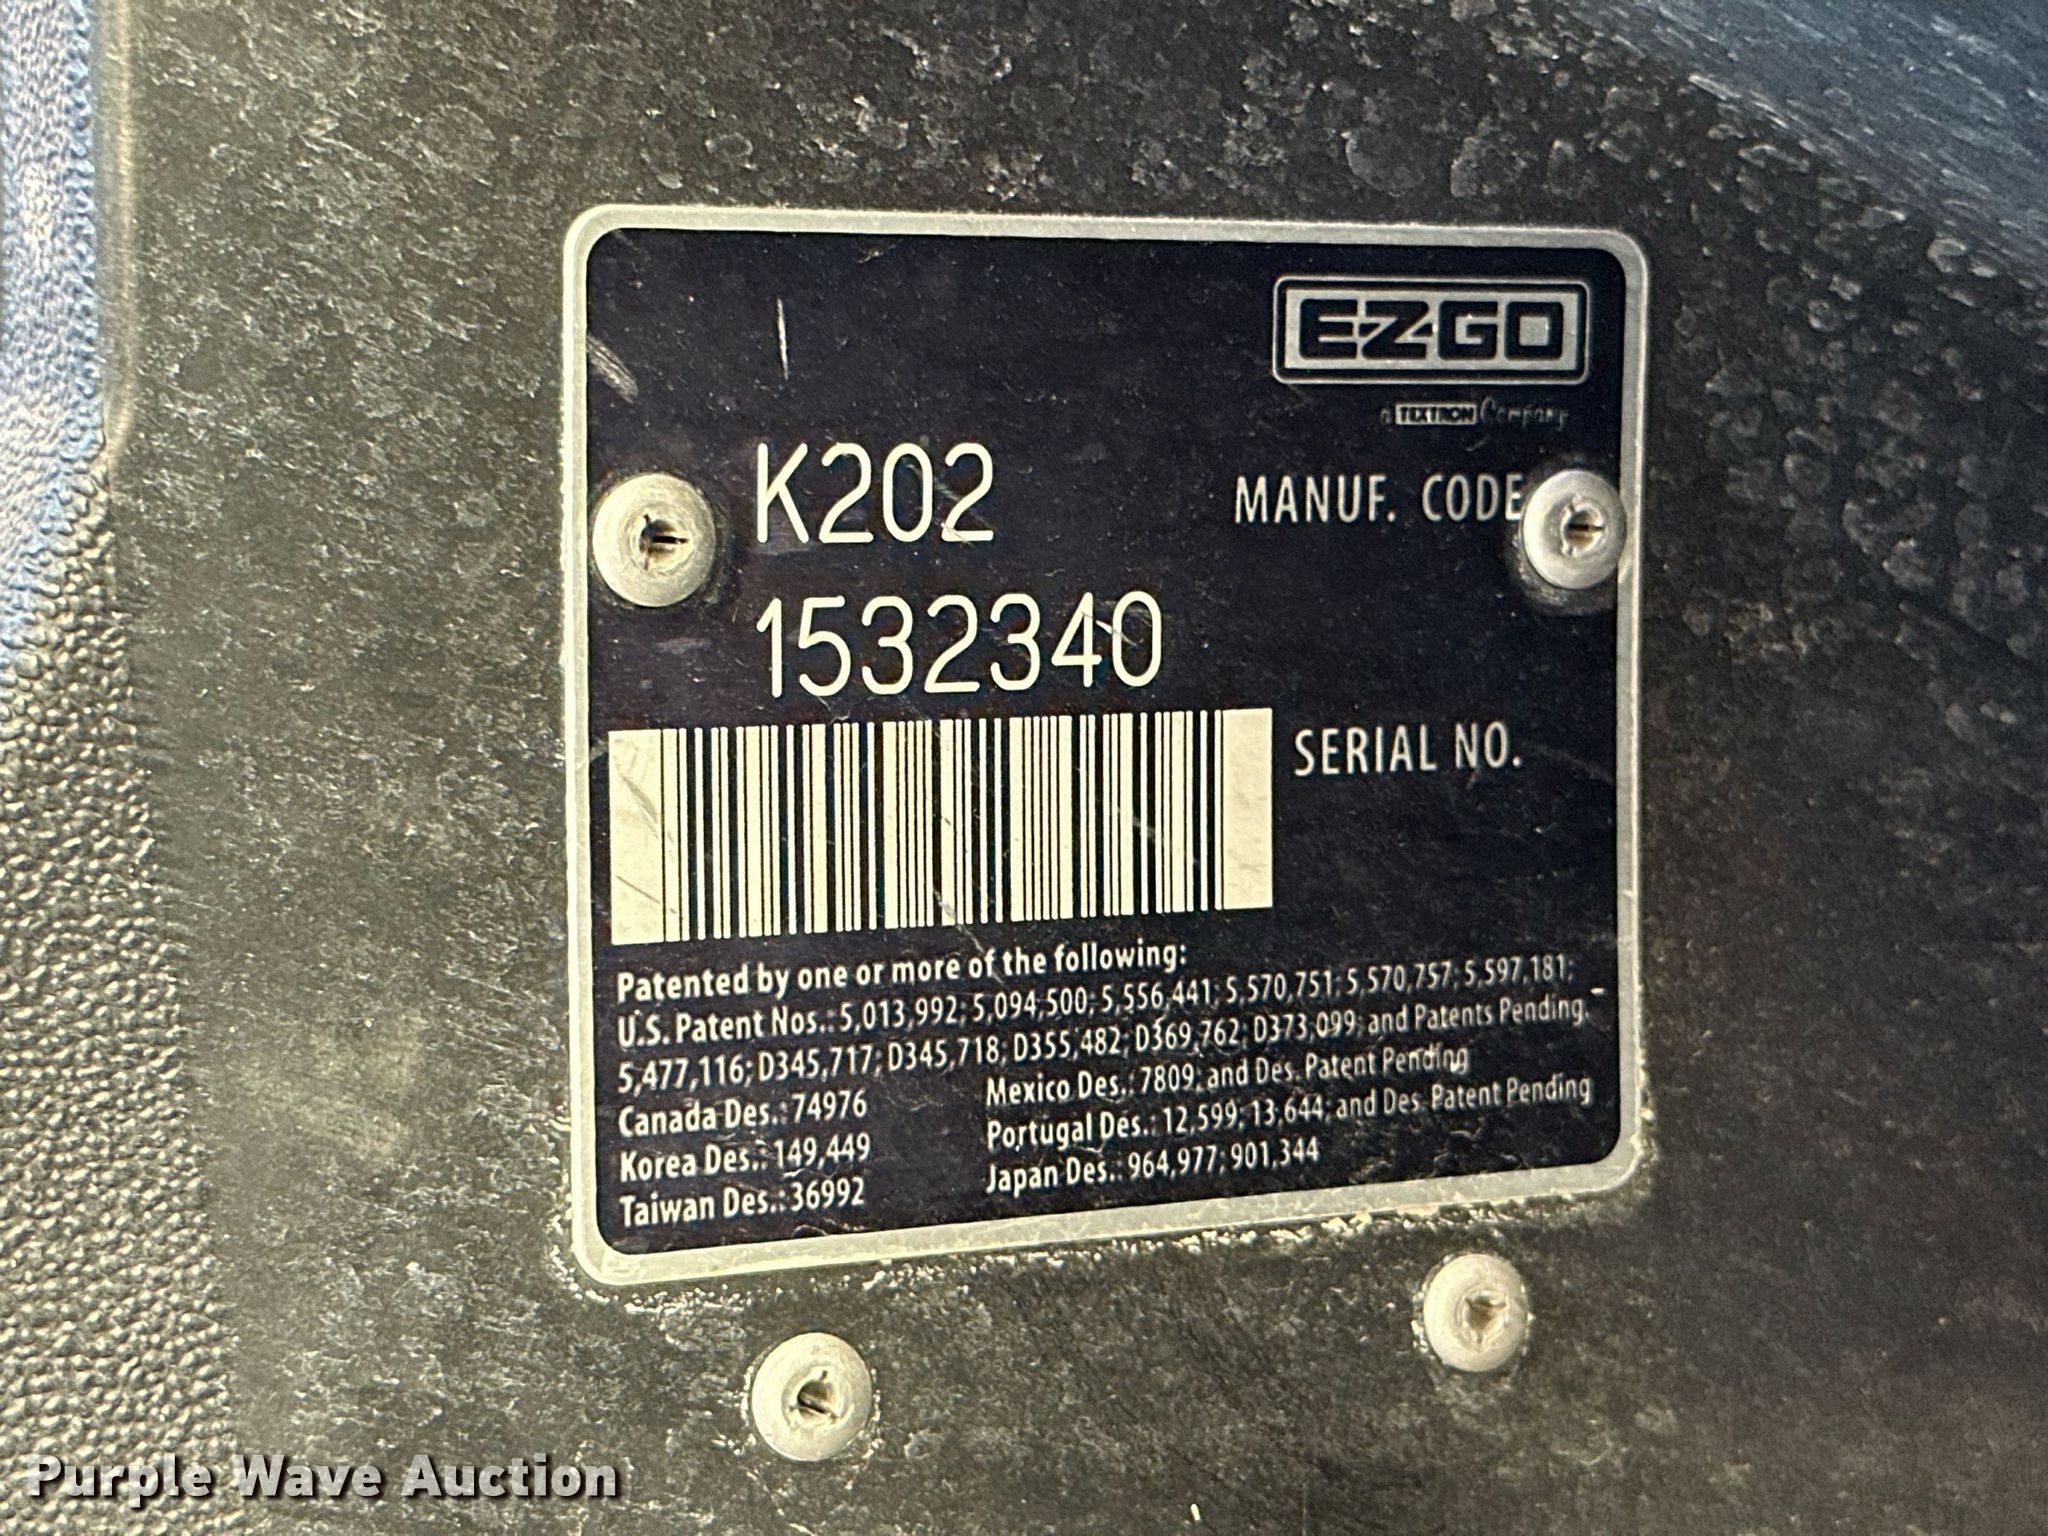 EZGO
a TEXTRON Company
K202
MANUF. CODE
1532340
SERIAL NO.
Patented by one or more of the following:
U.S. Patent Nos.: 5,013,992; 5,094,500; 5,556,441; 5,570,751; 5,570,757; 5,597,181;
5,477,116; D345,717; D345,718; D355,482; D369,762; D373,099; and Patents Pending.
Canada Des.: 74976
Mexico Des.: 7809; and Des. Patent Pending
Korea Des.: 149,449
Portugal Des.: 12,599; 13,644; and Des. Patent Pending
Taiwan Des.: 36992
Japan Des.: 964,977; 901,344
Purple Wave Auction